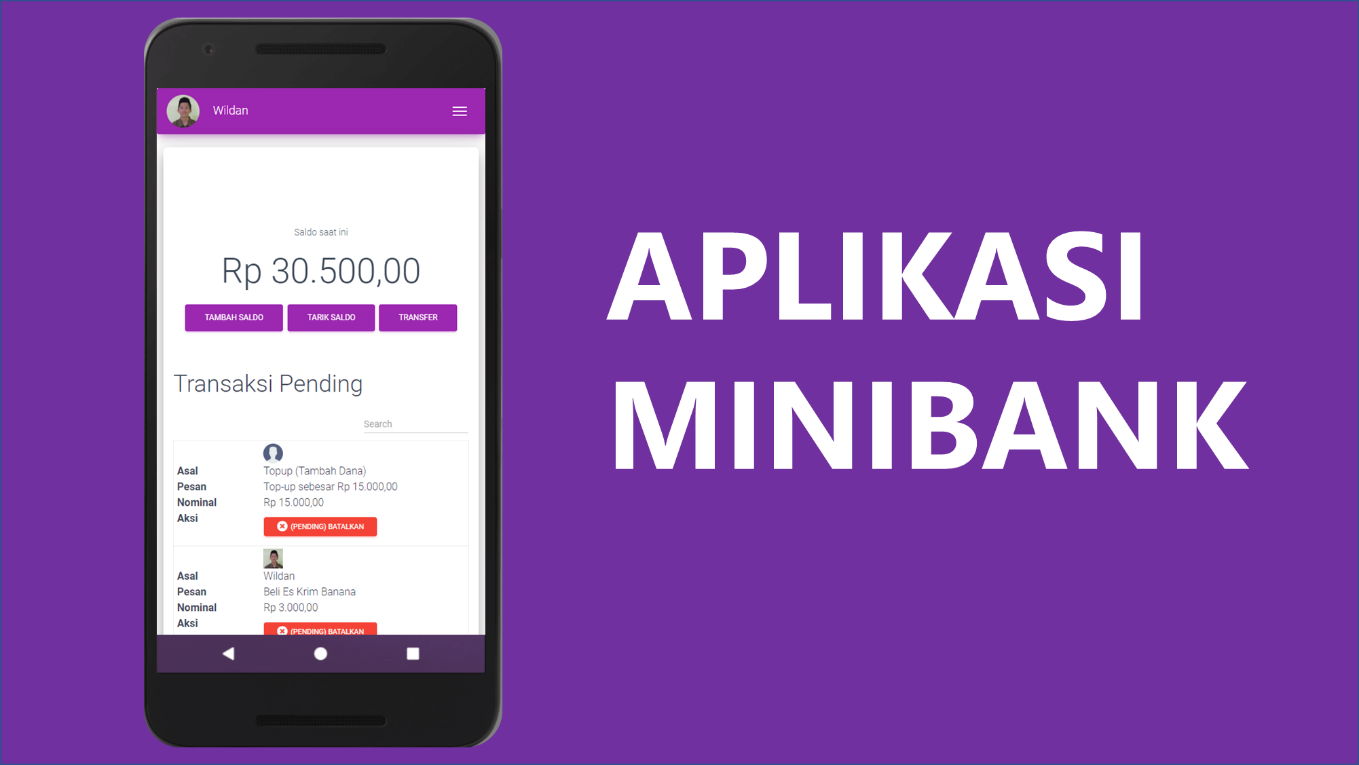 Wildan
Saldo saat ini
Rp 30.500,00
TAMBAH SALDO TARIK SALDO TRANSFER
Transaksi Pending
Search
Asal Topup (Tambah Dana)
Pesan Top-up sebesar Rp 15.000,00
Nominal Rp 15.000,00
Aksi
(PENDING) BATALKAN
Asal Wildan
Pesan Beli Es Krim Banana
Nominal Rp 3.000,00
Aksi
(PENDING) BATALKAN
APLIKASI
MINIBANK